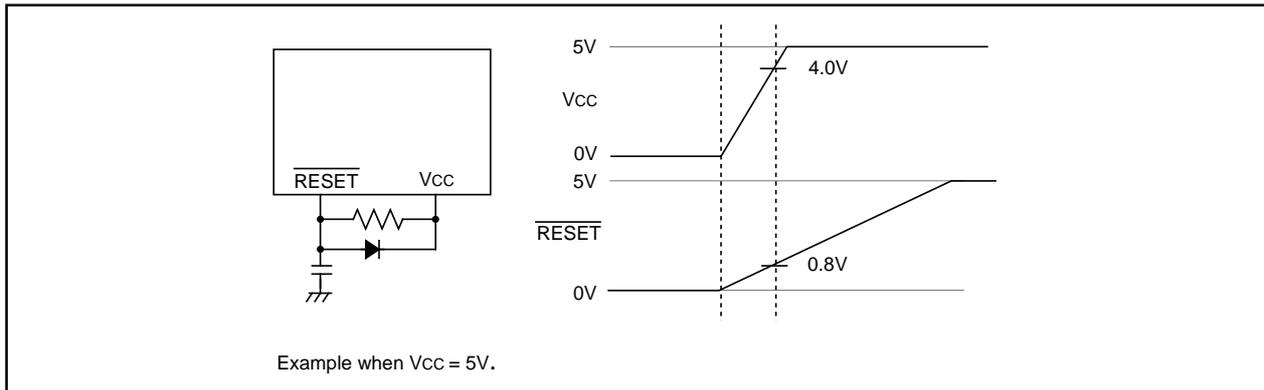 RESET VCC
5V
4.0V
VCC
0V
5V
RESET
0.8V
0V
Example when VCC = 5V.